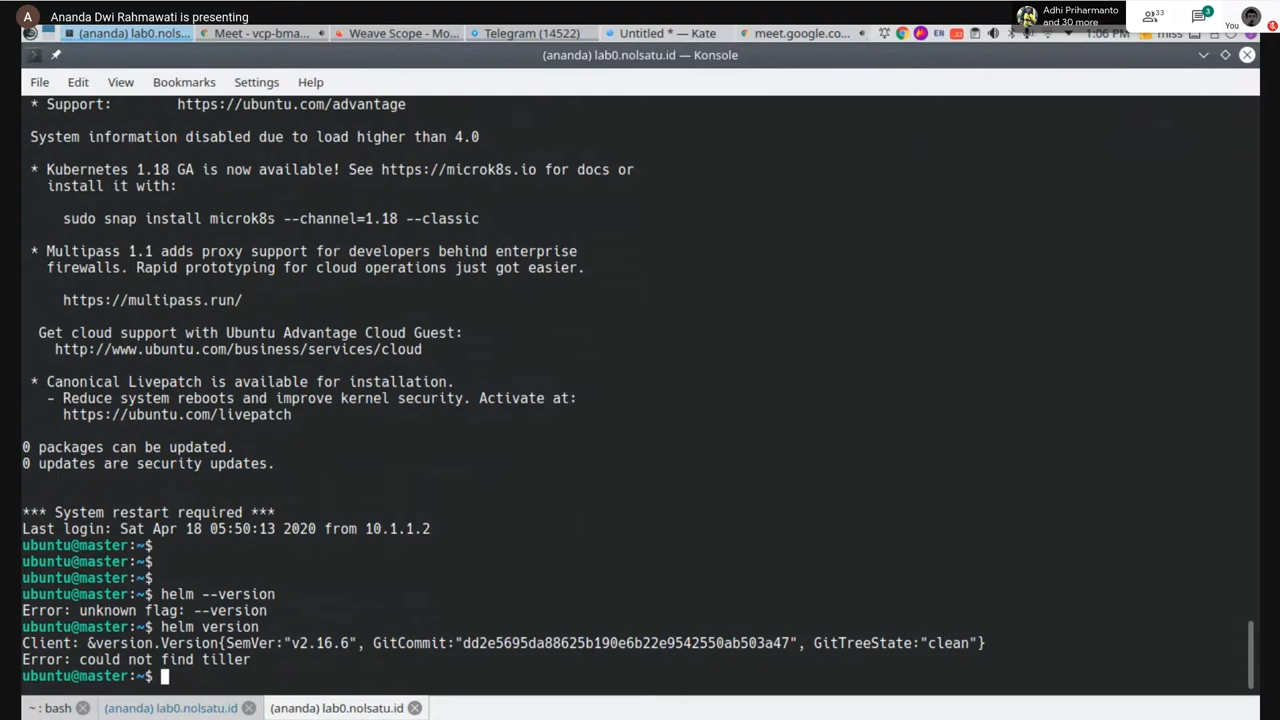 A Ananda Dwi Rahmawati is presenting
Adhi Priharmanto
and 30 more
33
3
You
(ananda) lab0.nols...
Meet - vcp-bma...
Weave Scope - Mo...
Telegram (14522)
Untitled * — Kate
meet.google.co...
EN
22
1:06 PM
miss
(ananda) lab0.nolsatu.id — Konsole
File Edit View Bookmarks Settings Help
* Support: https://ubuntu.com/advantage
System information disabled due to load higher than 4.0
* Kubernetes 1.18 GA is now available! See https://microk8s.io for docs or
install it with:
sudo snap install microk8s --channel=1.18 --classic
* Multipass 1.1 adds proxy support for developers behind enterprise
firewalls. Rapid prototyping for cloud operations just got easier.
https://multipass.run/
Get cloud support with Ubuntu Advantage Cloud Guest:
http://www.ubuntu.com/business/services/cloud
* Canonical Livepatch is available for installation.
- Reduce system reboots and improve kernel security. Activate at:
https://ubuntu.com/livepatch
0 packages can be updated.
0 updates are security updates.
*** System restart required ***
Last login: Sat Apr 18 05:50:13 2020 from 10.1.1.2
ubuntu@master:~$
ubuntu@master:~$
ubuntu@master:~$
ubuntu@master:~$ helm --version
Error: unknown flag: --version
ubuntu@master:~$ helm version
Client: &version.Version{SemVer:"v2.16.6", GitCommit:"dd2e5695da88625b190e6b22e9542550ab503a47", GitTreeState:"clean"}
Error: could not find tiller
ubuntu@master:~$
~ : bash (ananda) lab0.nolsatu.id (ananda) lab0.nolsatu.id